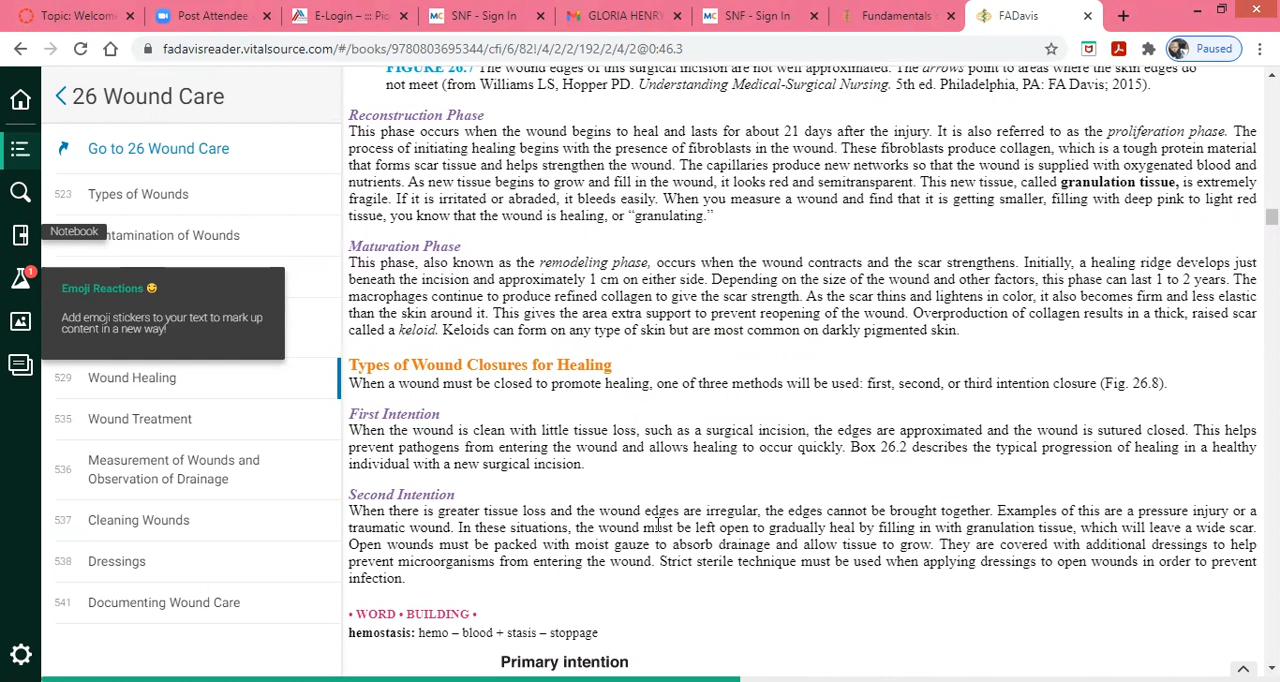 Topic: Welcome
Post Attendee
E-Login – ::: Pio
SNF - Sign In
GLORIA HENRY
SNF - Sign In
Fundamentals
FADavis
fadavisreader.vitalsource.com/#/books/9780803695344/cfi/6/82!/4/2/2/192/2/4/2@0:46.3
Paused
26 Wound Care
Go to 26 Wound Care
523 Types of Wounds
Notebook
ntamination of Wounds
1
Emoji Reactions 😀
Add emoji stickers to your text to mark up
content in a new way!
529 Wound Healing
535 Wound Treatment
536 Measurement of Wounds and
Observation of Drainage
537 Cleaning Wounds
538 Dressings
541 Documenting Wound Care
FIGURE 26.7 The wound edges of this surgical incision are not well approximated. The arrows point to areas where the skin edges do
not meet (from Williams LS, Hopper PD. Understanding Medical-Surgical Nursing. 5th ed. Philadelphia, PA: FA Davis; 2015).
Reconstruction Phase
This phase occurs when the wound begins to heal and lasts for about 21 days after the injury. It is also referred to as the proliferation phase. The
process of initiating healing begins with the presence of fibroblasts in the wound. These fibroblasts produce collagen, which is a tough protein material
that forms scar tissue and helps strengthen the wound. The capillaries produce new networks so that the wound is supplied with oxygenated blood and
nutrients. As new tissue begins to grow and fill in the wound, it looks red and semitransparent. This new tissue, called granulation tissue, is extremely
fragile. If it is irritated or abraded, it bleeds easily. When you measure a wound and find that it is getting smaller, filling with deep pink to light red
tissue, you know that the wound is healing, or “granulating.”
Maturation Phase
This phase, also known as the remodeling phase, occurs when the wound contracts and the scar strengthens. Initially, a healing ridge develops just
beneath the incision and approximately 1 cm on either side. Depending on the size of the wound and other factors, this phase can last 1 to 2 years. The
macrophages continue to produce refined collagen to give the scar strength. As the scar thins and lightens in color, it also becomes firm and less elastic
than the skin around it. This gives the area extra support to prevent reopening of the wound. Overproduction of collagen results in a thick, raised scar
called a keloid. Keloids can form on any type of skin but are most common on darkly pigmented skin.
Types of Wound Closures for Healing
When a wound must be closed to promote healing, one of three methods will be used: first, second, or third intention closure (Fig. 26.8).
First Intention
When the wound is clean with little tissue loss, such as a surgical incision, the edges are approximated and the wound is sutured closed. This helps
prevent pathogens from entering the wound and allows healing to occur quickly. Box 26.2 describes the typical progression of healing in a healthy
individual with a new surgical incision.
Second Intention
When there is greater tissue loss and the wound edges are irregular, the edges cannot be brought together. Examples of this are a pressure injury or a
traumatic wound. In these situations, the wound must be left open to gradually heal by filling in with granulation tissue, which will leave a wide scar.
Open wounds must be packed with moist gauze to absorb drainage and allow tissue to grow. They are covered with additional dressings to help
prevent microorganisms from entering the wound. Strict sterile technique must be used when applying dressings to open wounds in order to prevent
infection.
• WORD • BUILDING •
hemostasis: hemo – blood + stasis – stoppage
Primary intention